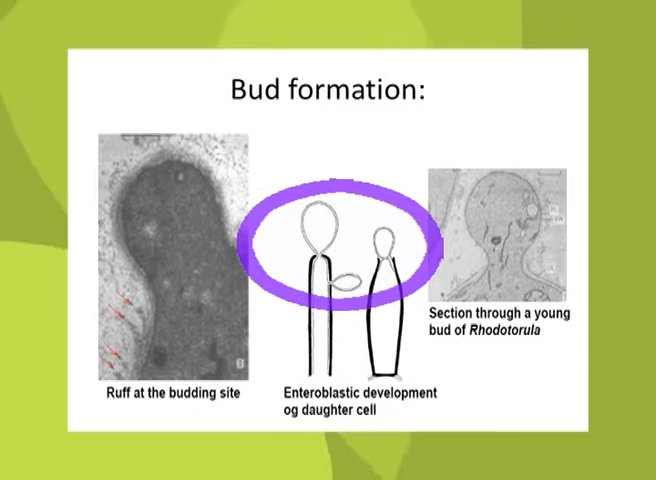 Bud formation:
Ruff at the budding site
Enteroblastic development
og daughter cell
Section through a young
bud of Rhodotorula
B